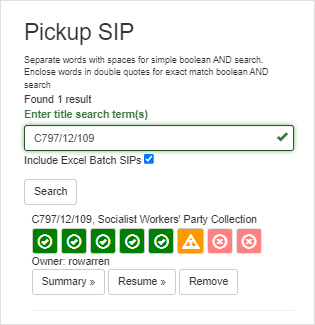 Pickup SIP
Separate words with spaces for simple boolean AND search.
Enclose words in double quotes for exact match boolean AND
search
Found 1 result
Enter title search term(s)
C797/12/109
Include Excel Batch SIPs
Search
C797/12/109, Socialist Workers' Party Collection
Owner: rowarren
Summary »
Resume »
Remove